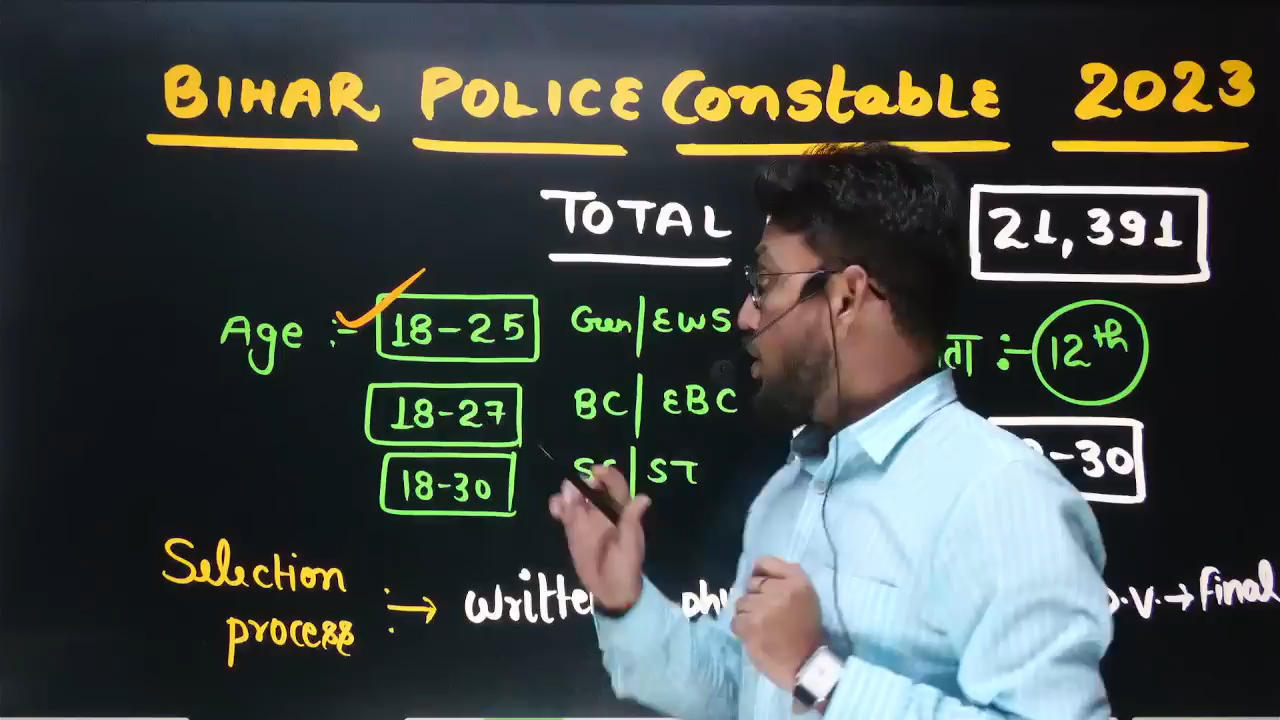 BIHAR POLICE Constable 2023
TOTAL 21,391
Age :- 18-25 Gen/EWS :- 12th
18-27 BC/EBC -30
18-30 ST
Selection process :→ written D.V. → final